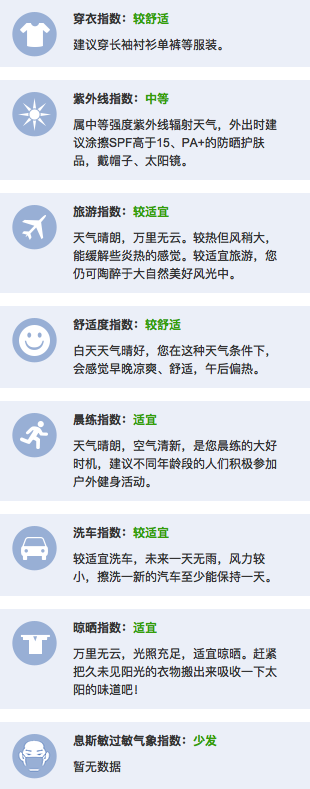 穿衣指数：较舒适
建议穿长袖衬衫单裤等服装。
紫外线指数：中等
属中等强度紫外线辐射天气，外出时建
议涂擦SPF高于15、PA+的防晒护肤
品，戴帽子、太阳镜。
旅游指数：较适宜
天气晴朗，万里无云。较热但风稍大，
能缓解些炎热的感觉。较适宜旅游，您
仍可陶醉于大自然美好风光中。
舒适度指数：较舒适
白天天气晴好，您在这种天气条件下，
会感觉早晚凉爽、舒适，午后偏热。
晨练指数：适宜
天气晴朗，空气清新，是您晨练的大好
时机，建议不同年龄段的人们积极参加
户外健身活动。
洗车指数：较适宜
较适宜洗车，未来一天无雨，风力较
小，擦洗一新的汽车至少能保持一天。
晾晒指数：适宜
万里无云，光照充足，适宜晾晒。赶紧
把久未见阳光的衣物搬出来吸收一下太
阳的味道吧！
息斯敏过敏气象指数：少发
暂无数据